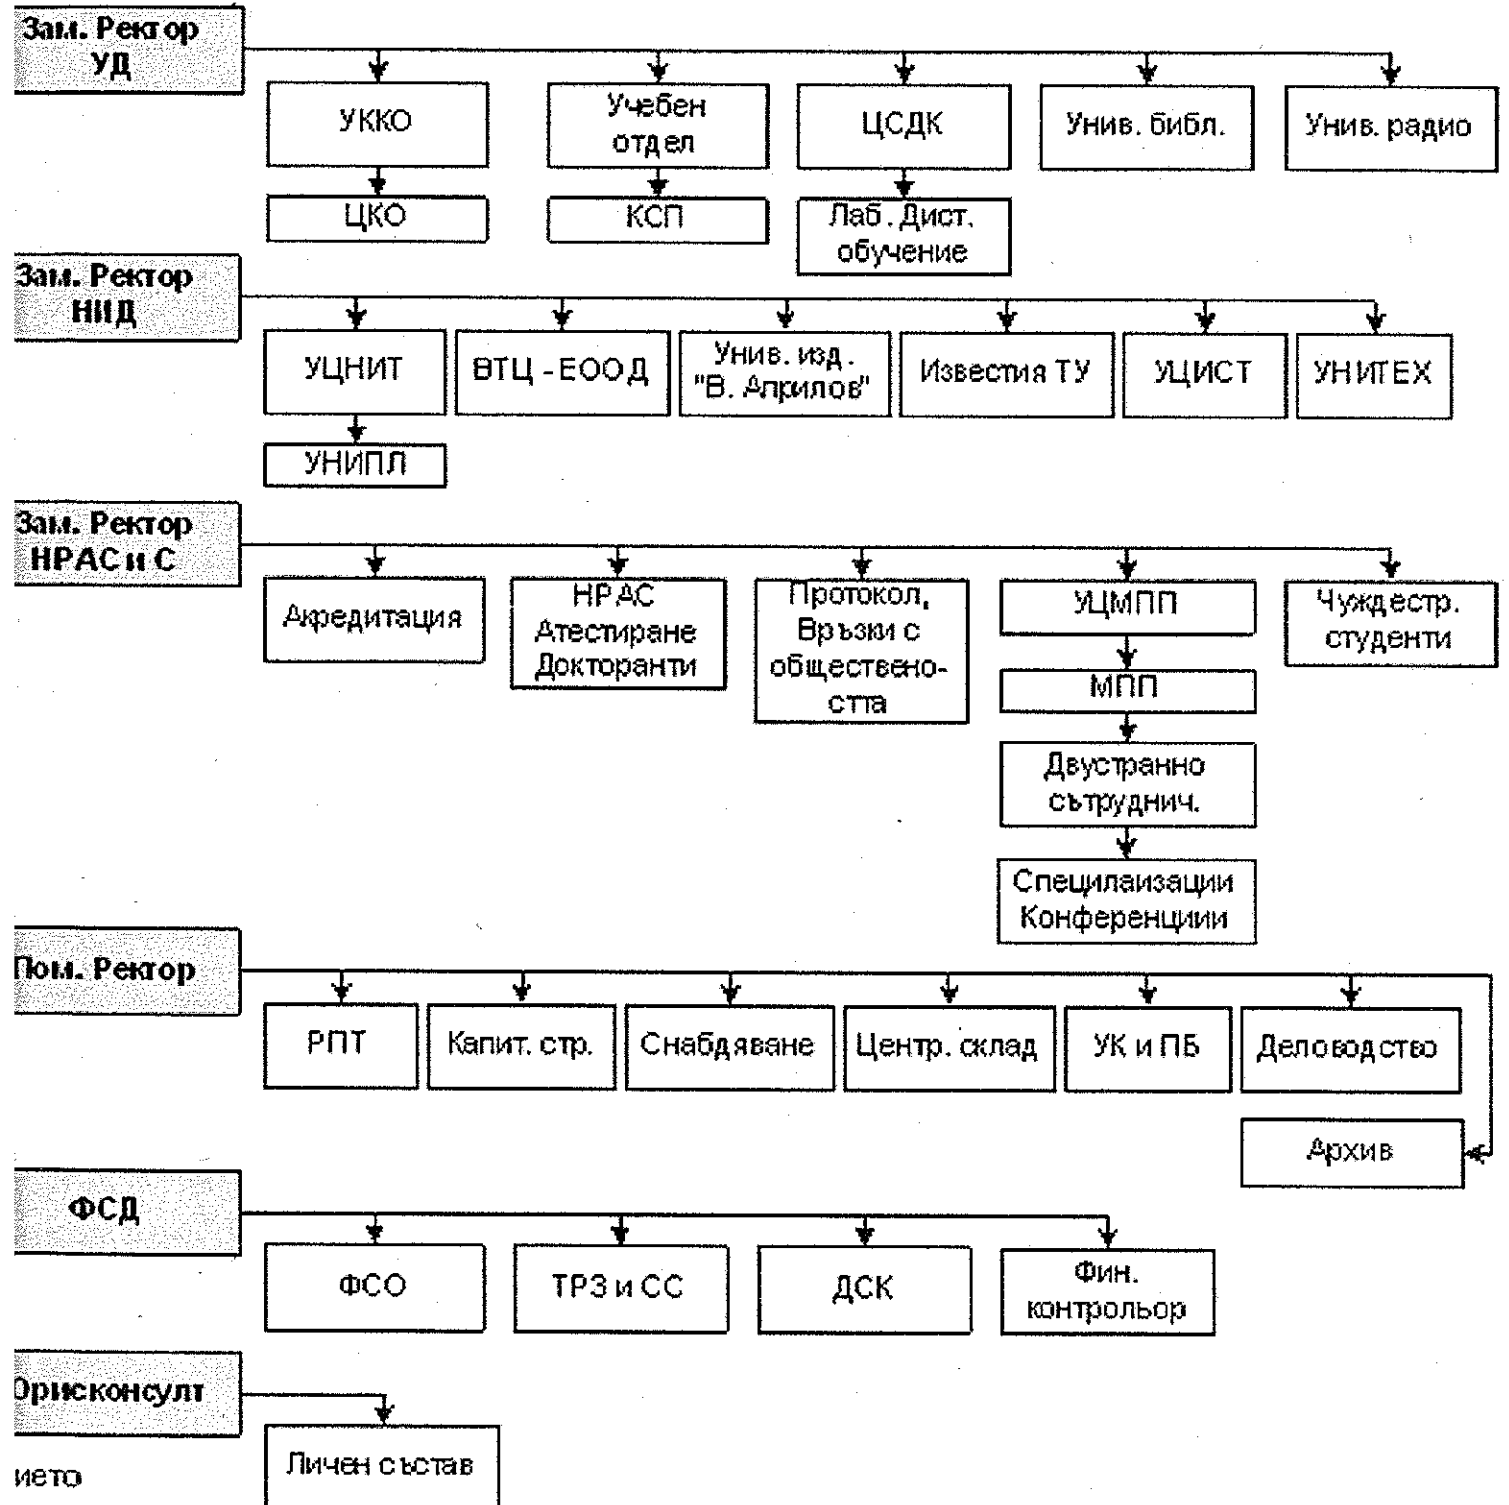 Зам. Ректор
УД
УККО
Учебен
отдел
ЦСДК
Унив. библ.
Унив. радио
ЦКО
КСП
Лаб. Дист.
обучение
Зам. Ректор
НИД
УЦНИТ
ВТЦ - ЕООД
Унив. изд.
"В. Априлов"
Известия ТУ
УЦИСТ
УНИТЕХ
УНИПЛ
Зам. Ректор
НРАС и С
Акредитация
НРАС
Атестиране
Докторанти
Протокол,
Връзки с
обществено-
стта
УЦМПП
Чуждестр.
студенти
МПП
Двустранно
сътруднич.
Специлаизации
Конференциии
Пом. Ректор
РПТ
Капит. стр.
Снабдяване
Центр. склад
УК и ПБ
Деловодство
Архив
ФСД
ФСО
ТРЗ и СС
ДСК
Фин.
контрольор
Юрисконсулт
Личен състав
ието